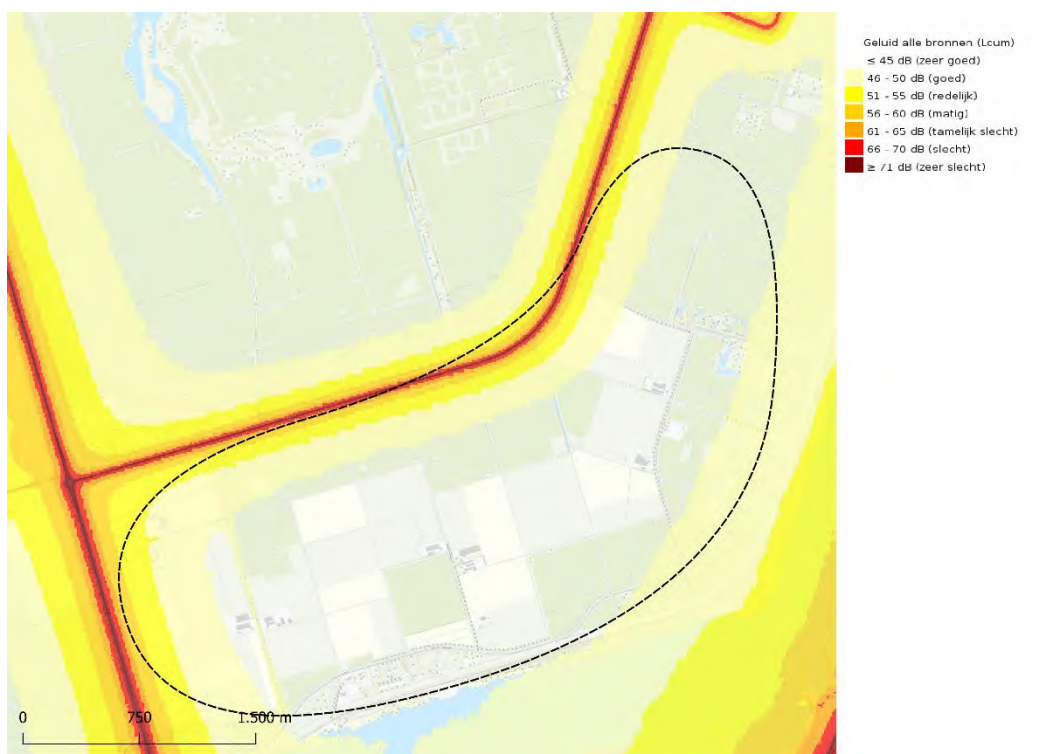 Geluid alle bronnen (Lcum)
≤ 45 dB (zeer goed)
46 - 50 dB (goed)
51 - 55 dB (redelijk)
56 - 60 dB (matig)
61 - 65 dB (tamelijk slecht)
66 - 70 dB (slecht)
≥ 71 dB (zeer slecht)
0 750 1.500 m